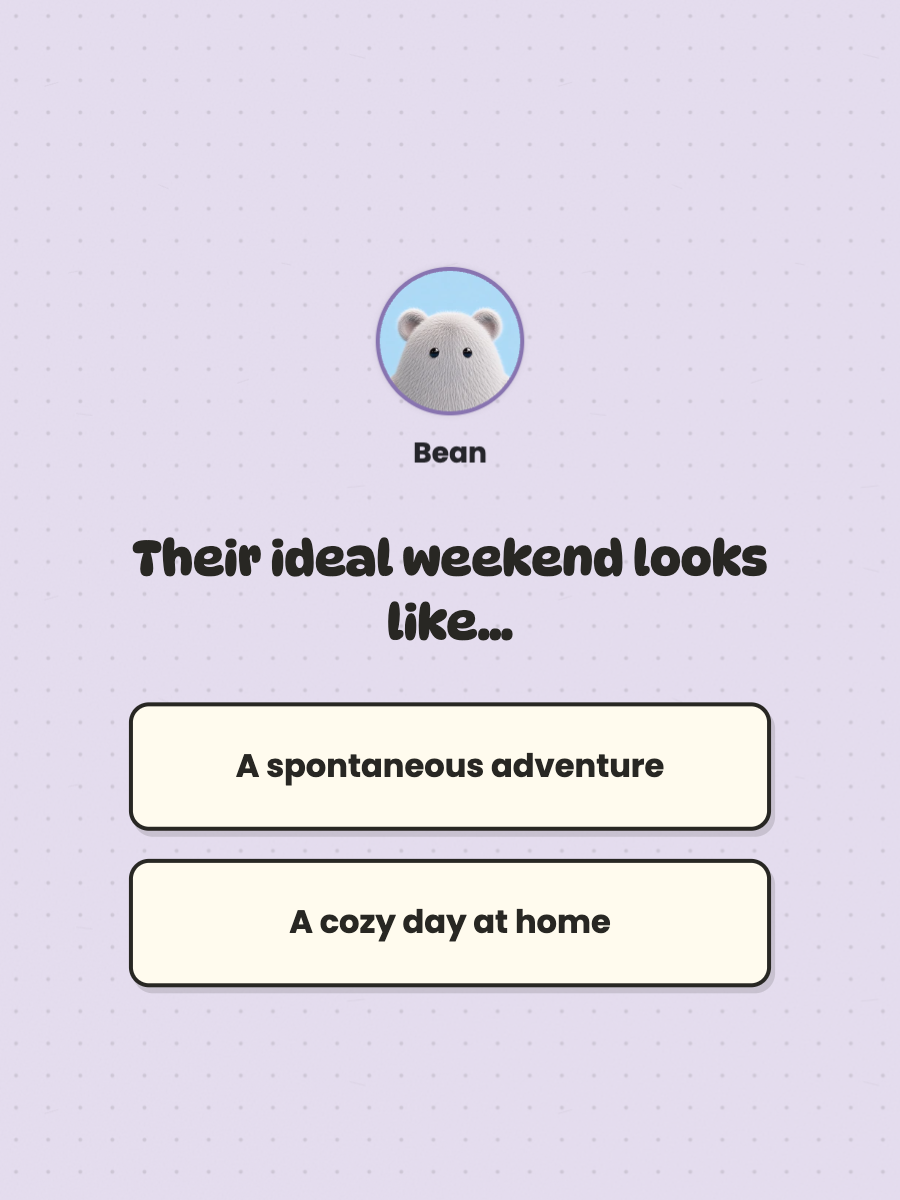 Bean
Their ideal weekend looks
like...
A spontaneous adventure
A cozy day at home